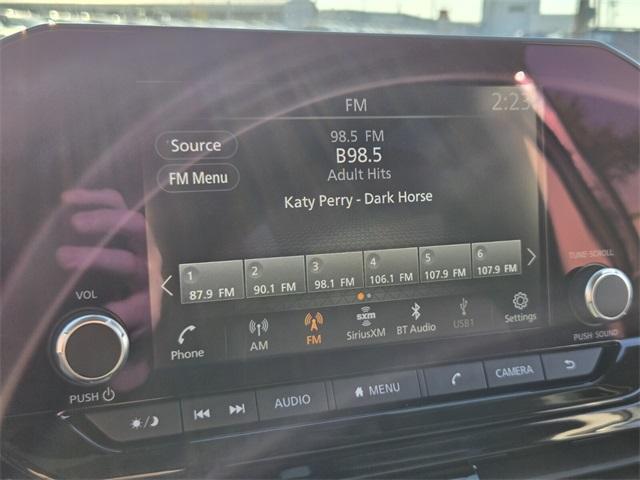 FM 2:23
98.5 FM
Source B98.5
Adult Hits
FM Menu
Katy Perry - Dark Horse
1 2 3 4 5 6
87.9 FM 90.1 FM 98.1 FM 106.1 FM 107.9 FM 107.9 FM
Phone AM FM SiriusXM BT Audio USB1 Settings
sxm
VOL
TUNE·SCROLL
PUSH
PUSH SOUND
AUDIO MENU CAMERA